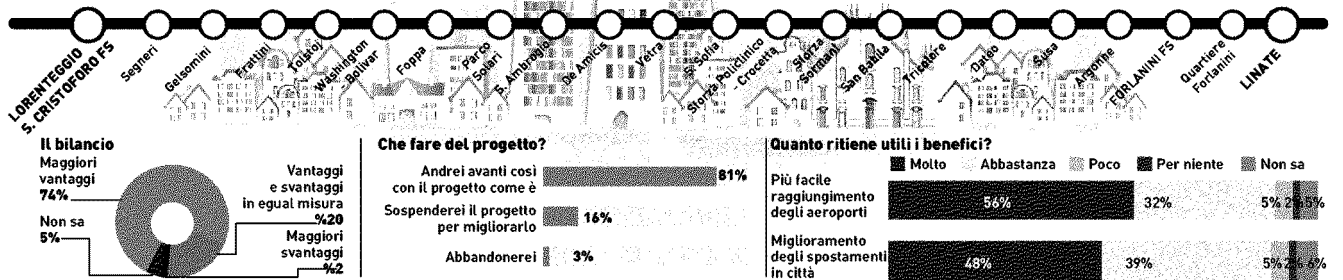 LORENTEGGIO
S. CRISTOFORO FS
Segneri
Gelsomini
Frattini
Tolstoj
Washington
- Bolivar
Foppa
Parco
Solari
S. Ambrogio
De Amicis
Vetra
S. Sofia
Sforza Policlinico
- Crocetta
Sforza
- Sormani
San Babila
Tricolore
Dateo
Susa
Argonne
FORLANINI FS
Quartiere
Forlanini
LINATE
Il bilancio
Maggiori
vantaggi
74%
Non sa
5%
Vantaggi
e svantaggi
in egual misura
%20
Maggiori
svantaggi
%2
Che fare del progetto?
Andrei avanti così
con il progetto come è
81%
Sospenderei il progetto
per migliorarlo
16%
Abbandonerei
3%
Quanto ritiene utili i benefici?
Molto Abbastanza Poco Per niente Non sa
Più facile
raggiungimento
degli aeroporti
56% 32% 5% 2% 5%
Miglioramento
degli spostamenti
in città
48% 39% 5% 2% 6%